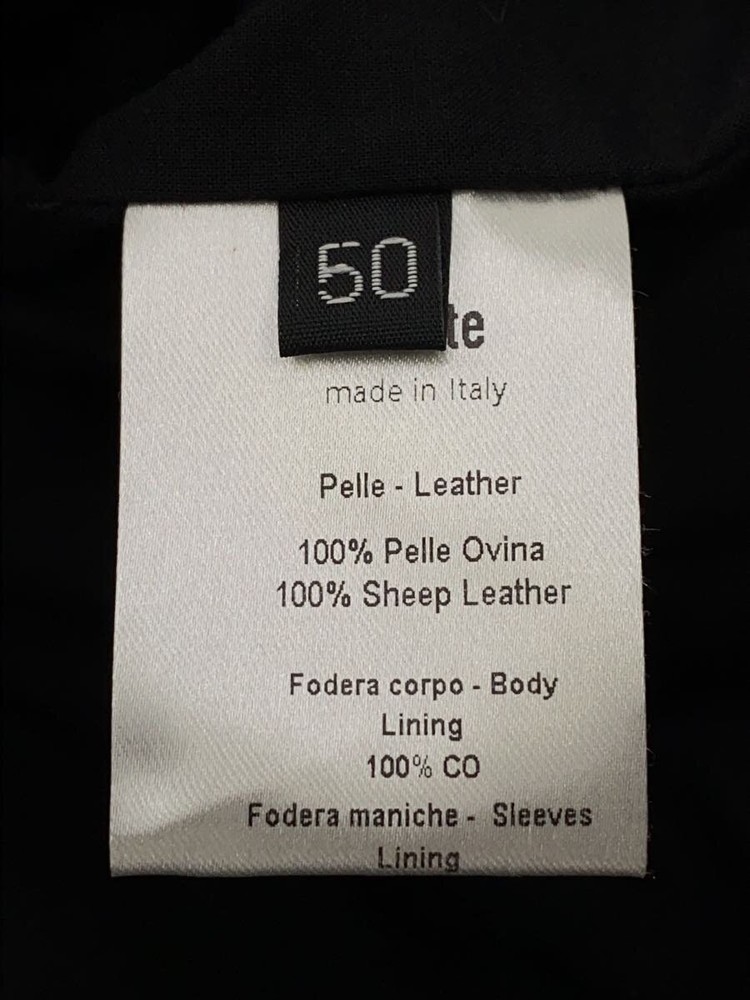 50
te
made in Italy
Pelle - Leather
100% Pelle Ovina
100% Sheep Leather
Fodera corpo - Body
Lining
100% CO
Fodera maniche - Sleeves
Lining